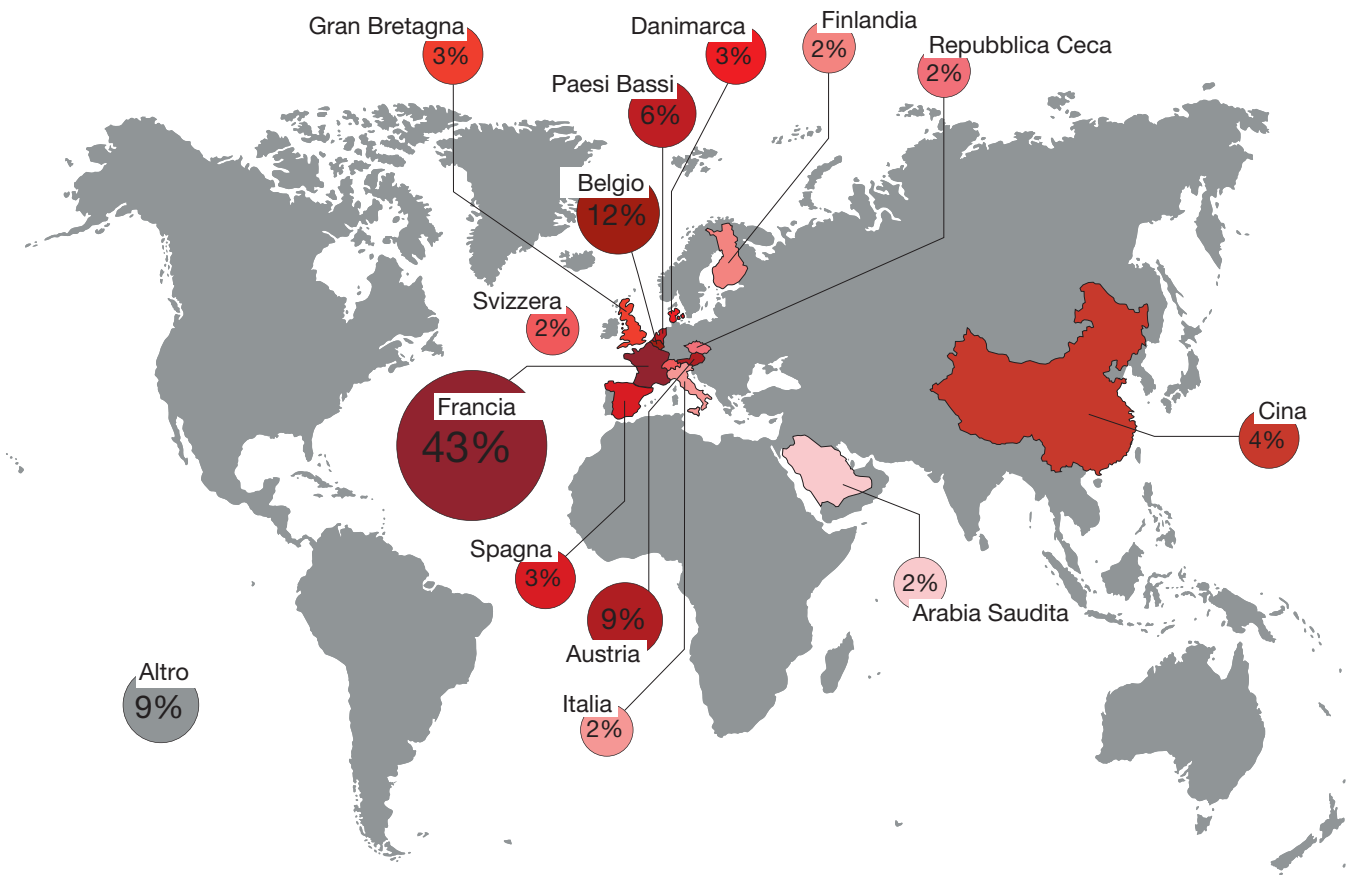 Gran Bretagna
3%
Danimarca
3%
Finlandia
2%
Repubblica Ceca
2%
Paesi Bassi
6%
Belgio
12%
Svizzera
2%
Francia
43%
Cina
4%
Spagna
3%
9%
Austria
2%
Arabia Saudita
Altro
9%
Italia
2%